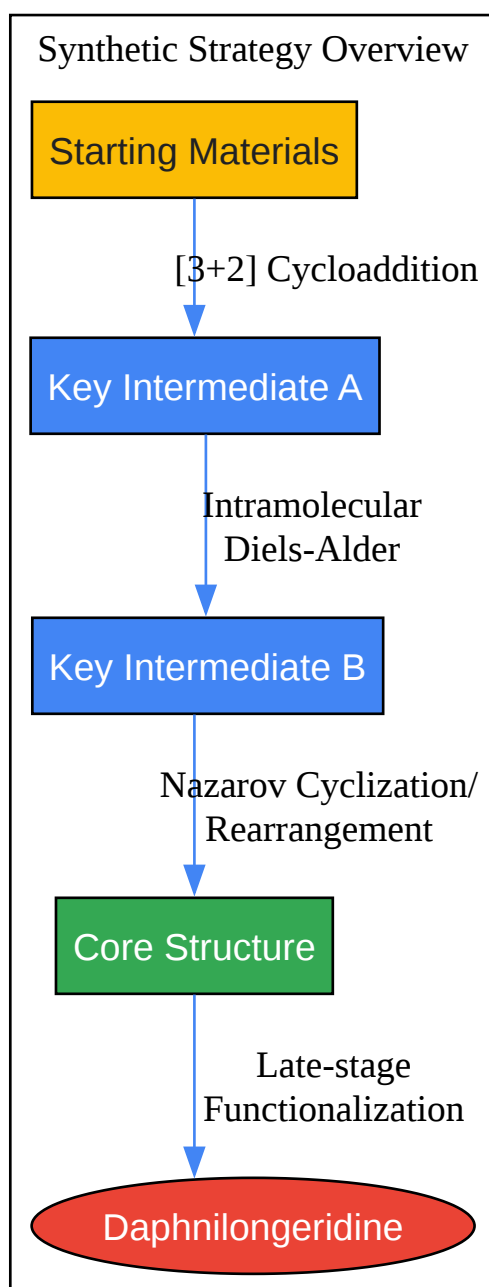 Synthetic Strategy Overview
Starting Materials
[3+2] Cycloaddition
Key Intermediate A
Intramolecular
Diels-Alder
Key Intermediate B
Nazarov Cyclization/
Rearrangement
Core Structure
Late-stage
Functionalization
Daphnilongeridine